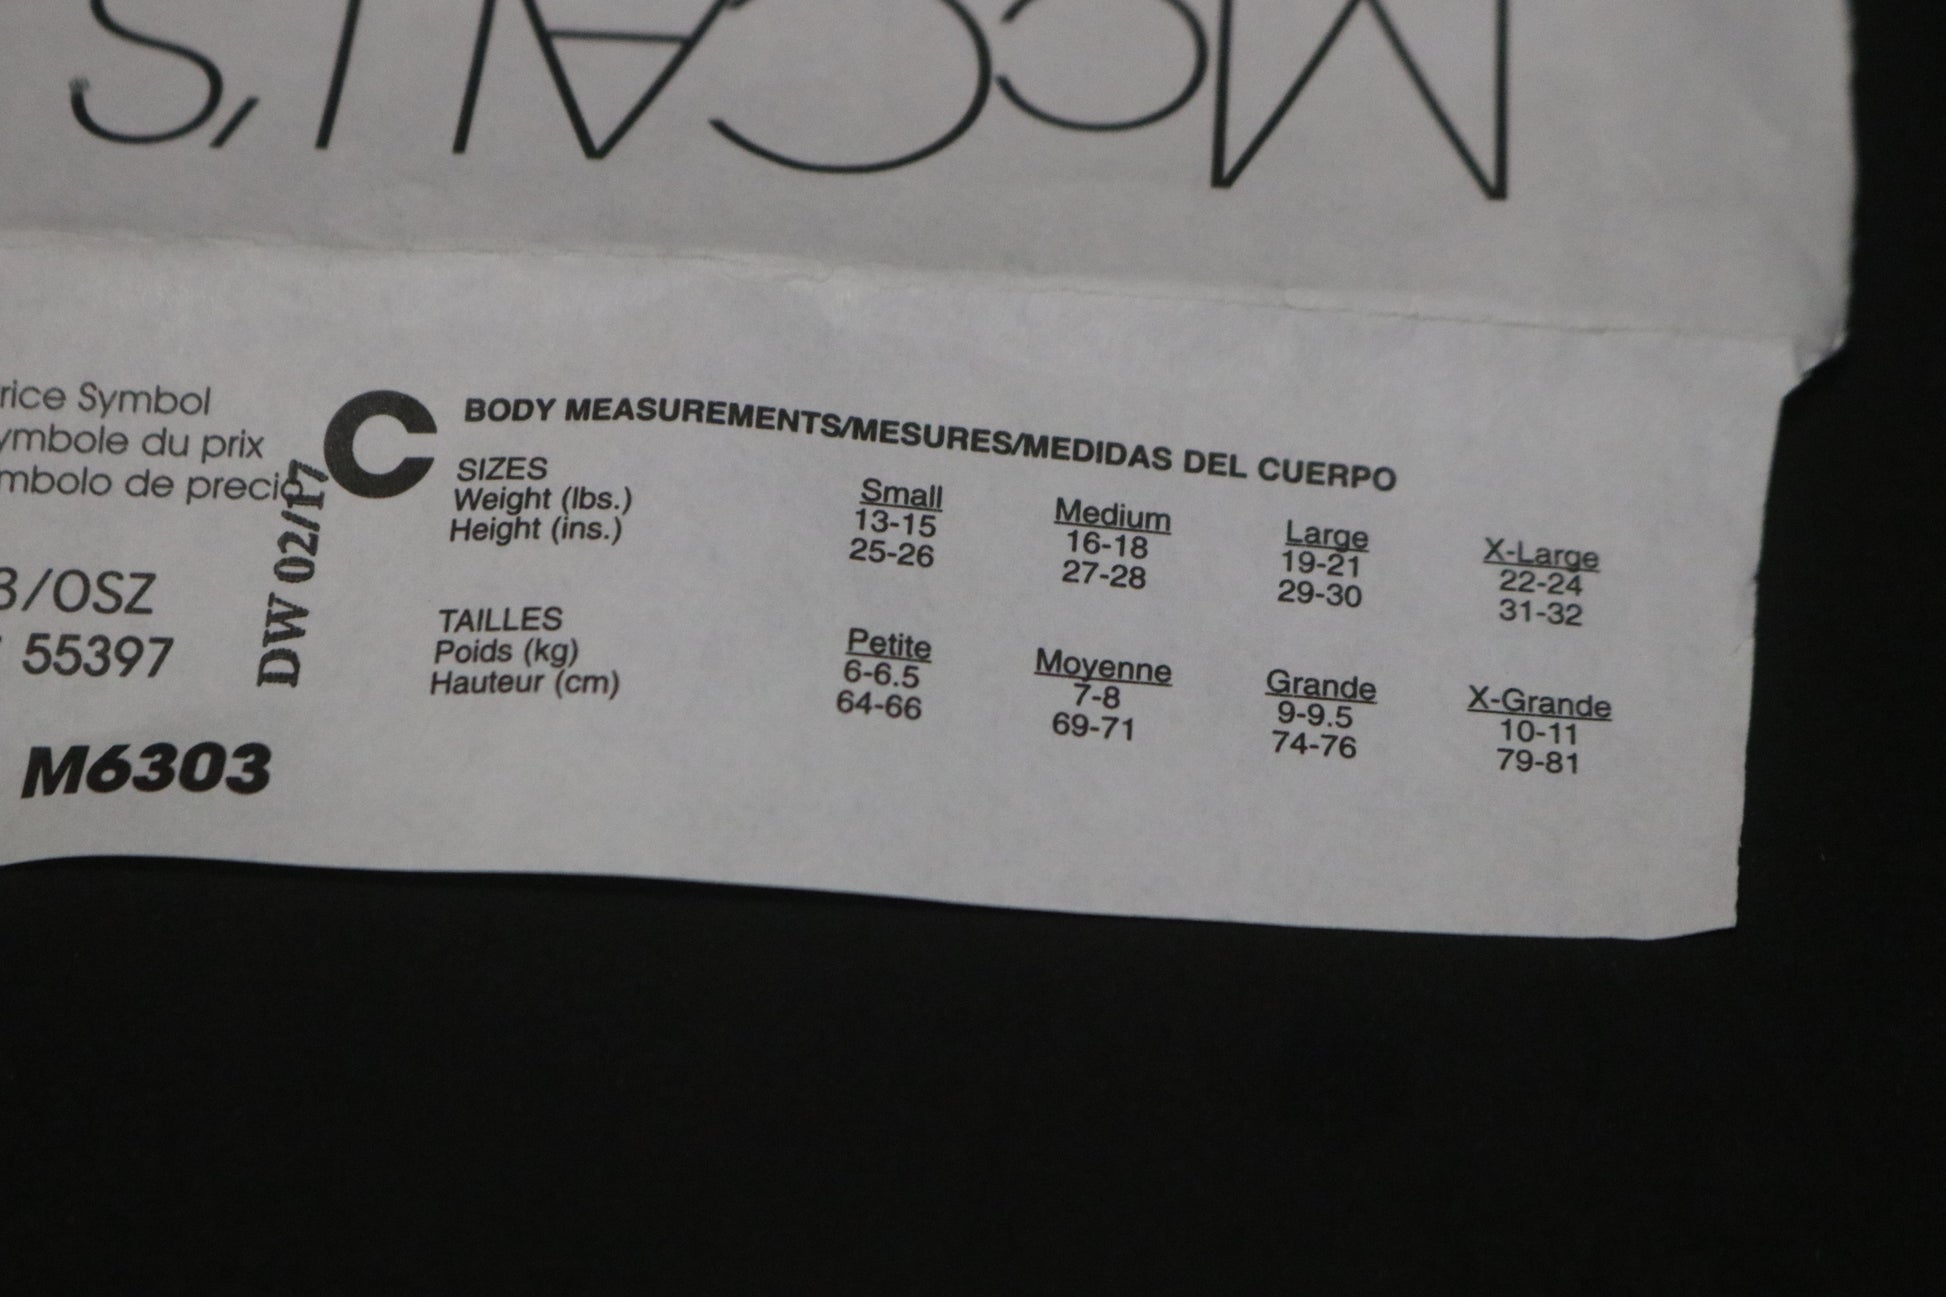 McCALL'S
rice Symbol
ymbole du prix
mbolo de precio
C
DW 02/17
3/OSZ
55397
M6303
BODY MEASUREMENTS/MESURES/MEDIDAS DEL CUERPO
SIZES Small Medium Large X-Large
Weight (lbs.) 13-15 16-18 19-21 22-24
Height (ins.) 25-26 27-28 29-30 31-32
TAILLES Petite Moyenne Grande X-Grande
Poids (kg) 6-6.5 7-8 9-9.5 10-11
Hauteur (cm) 64-66 69-71 74-76 79-81